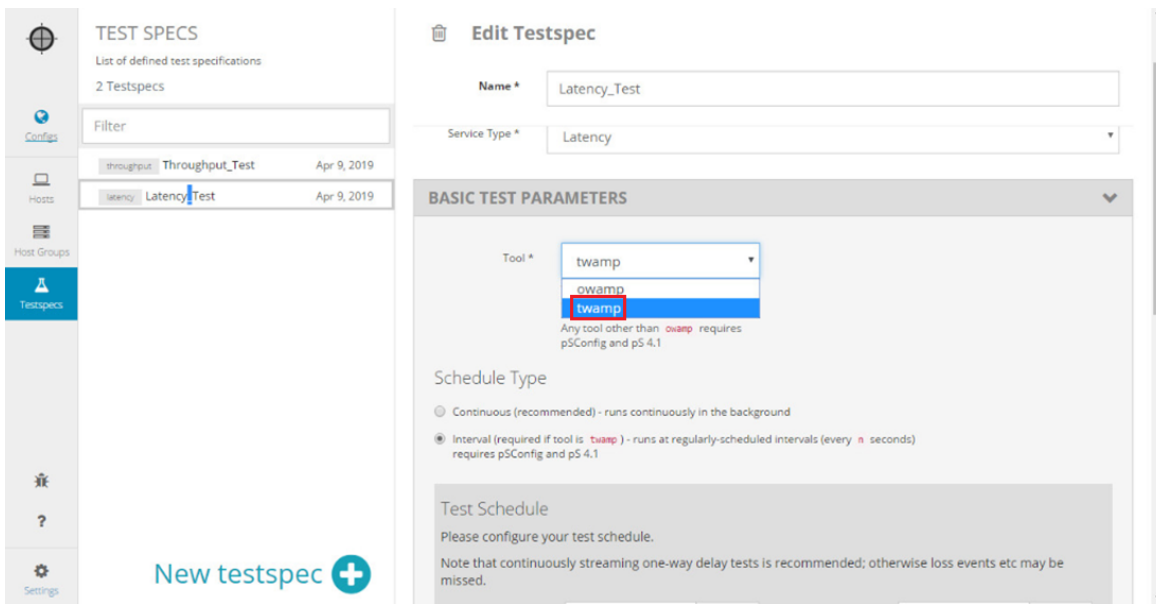 Configs
Hosts
Host Groups
Testspecs
?
Settings
TEST SPECS
List of defined test specifications
2 Testspecs
Filter
throughput Throughput_Test Apr 9, 2019
latency Latency_Test Apr 9, 2019
New testspec
Edit Testspec
Name *
Latency_Test
Service Type *
Latency
BASIC TEST PARAMETERS
Tool *
twamp
owamp
twamp
Any tool other than owamp requires
pSConfig and pS 4.1
Schedule Type
Continuous (recommended) - runs continuously in the background
Interval (required if tool is twamp ) - runs at regularly-scheduled intervals (every n seconds)
requires pSConfig and pS 4.1
Test Schedule
Please configure your test schedule.
Note that continuously streaming one-way delay tests is recommended; otherwise loss events etc may be
missed.